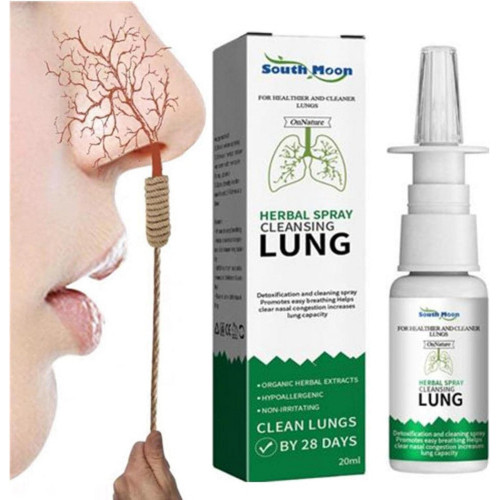 South Moon
FOR HEALTHIER AND CLEANER
LUNGS
OnNature
HERBAL SPRAY
CLEANSING
LUNG
Detoxification and cleaning spray
Promotes easy breathing Helps
clear nasal congestion increases
lung capacity
• ORGANIC HERBAL EXTRACTS
• HYPOALLERGENIC
• NON-IRRITATING
CLEAN LUNGS
✓ BY 28 DAYS
20ml
South Moon
FOR HEALTHIER AND CLEANER
LUNGS
OnNature
HERBAL SPRAY
CLEANSING
LUNG
Detoxification and cleaning spray
Promotes easy breathing Helps
clear nasal congestion increases
lung capacity